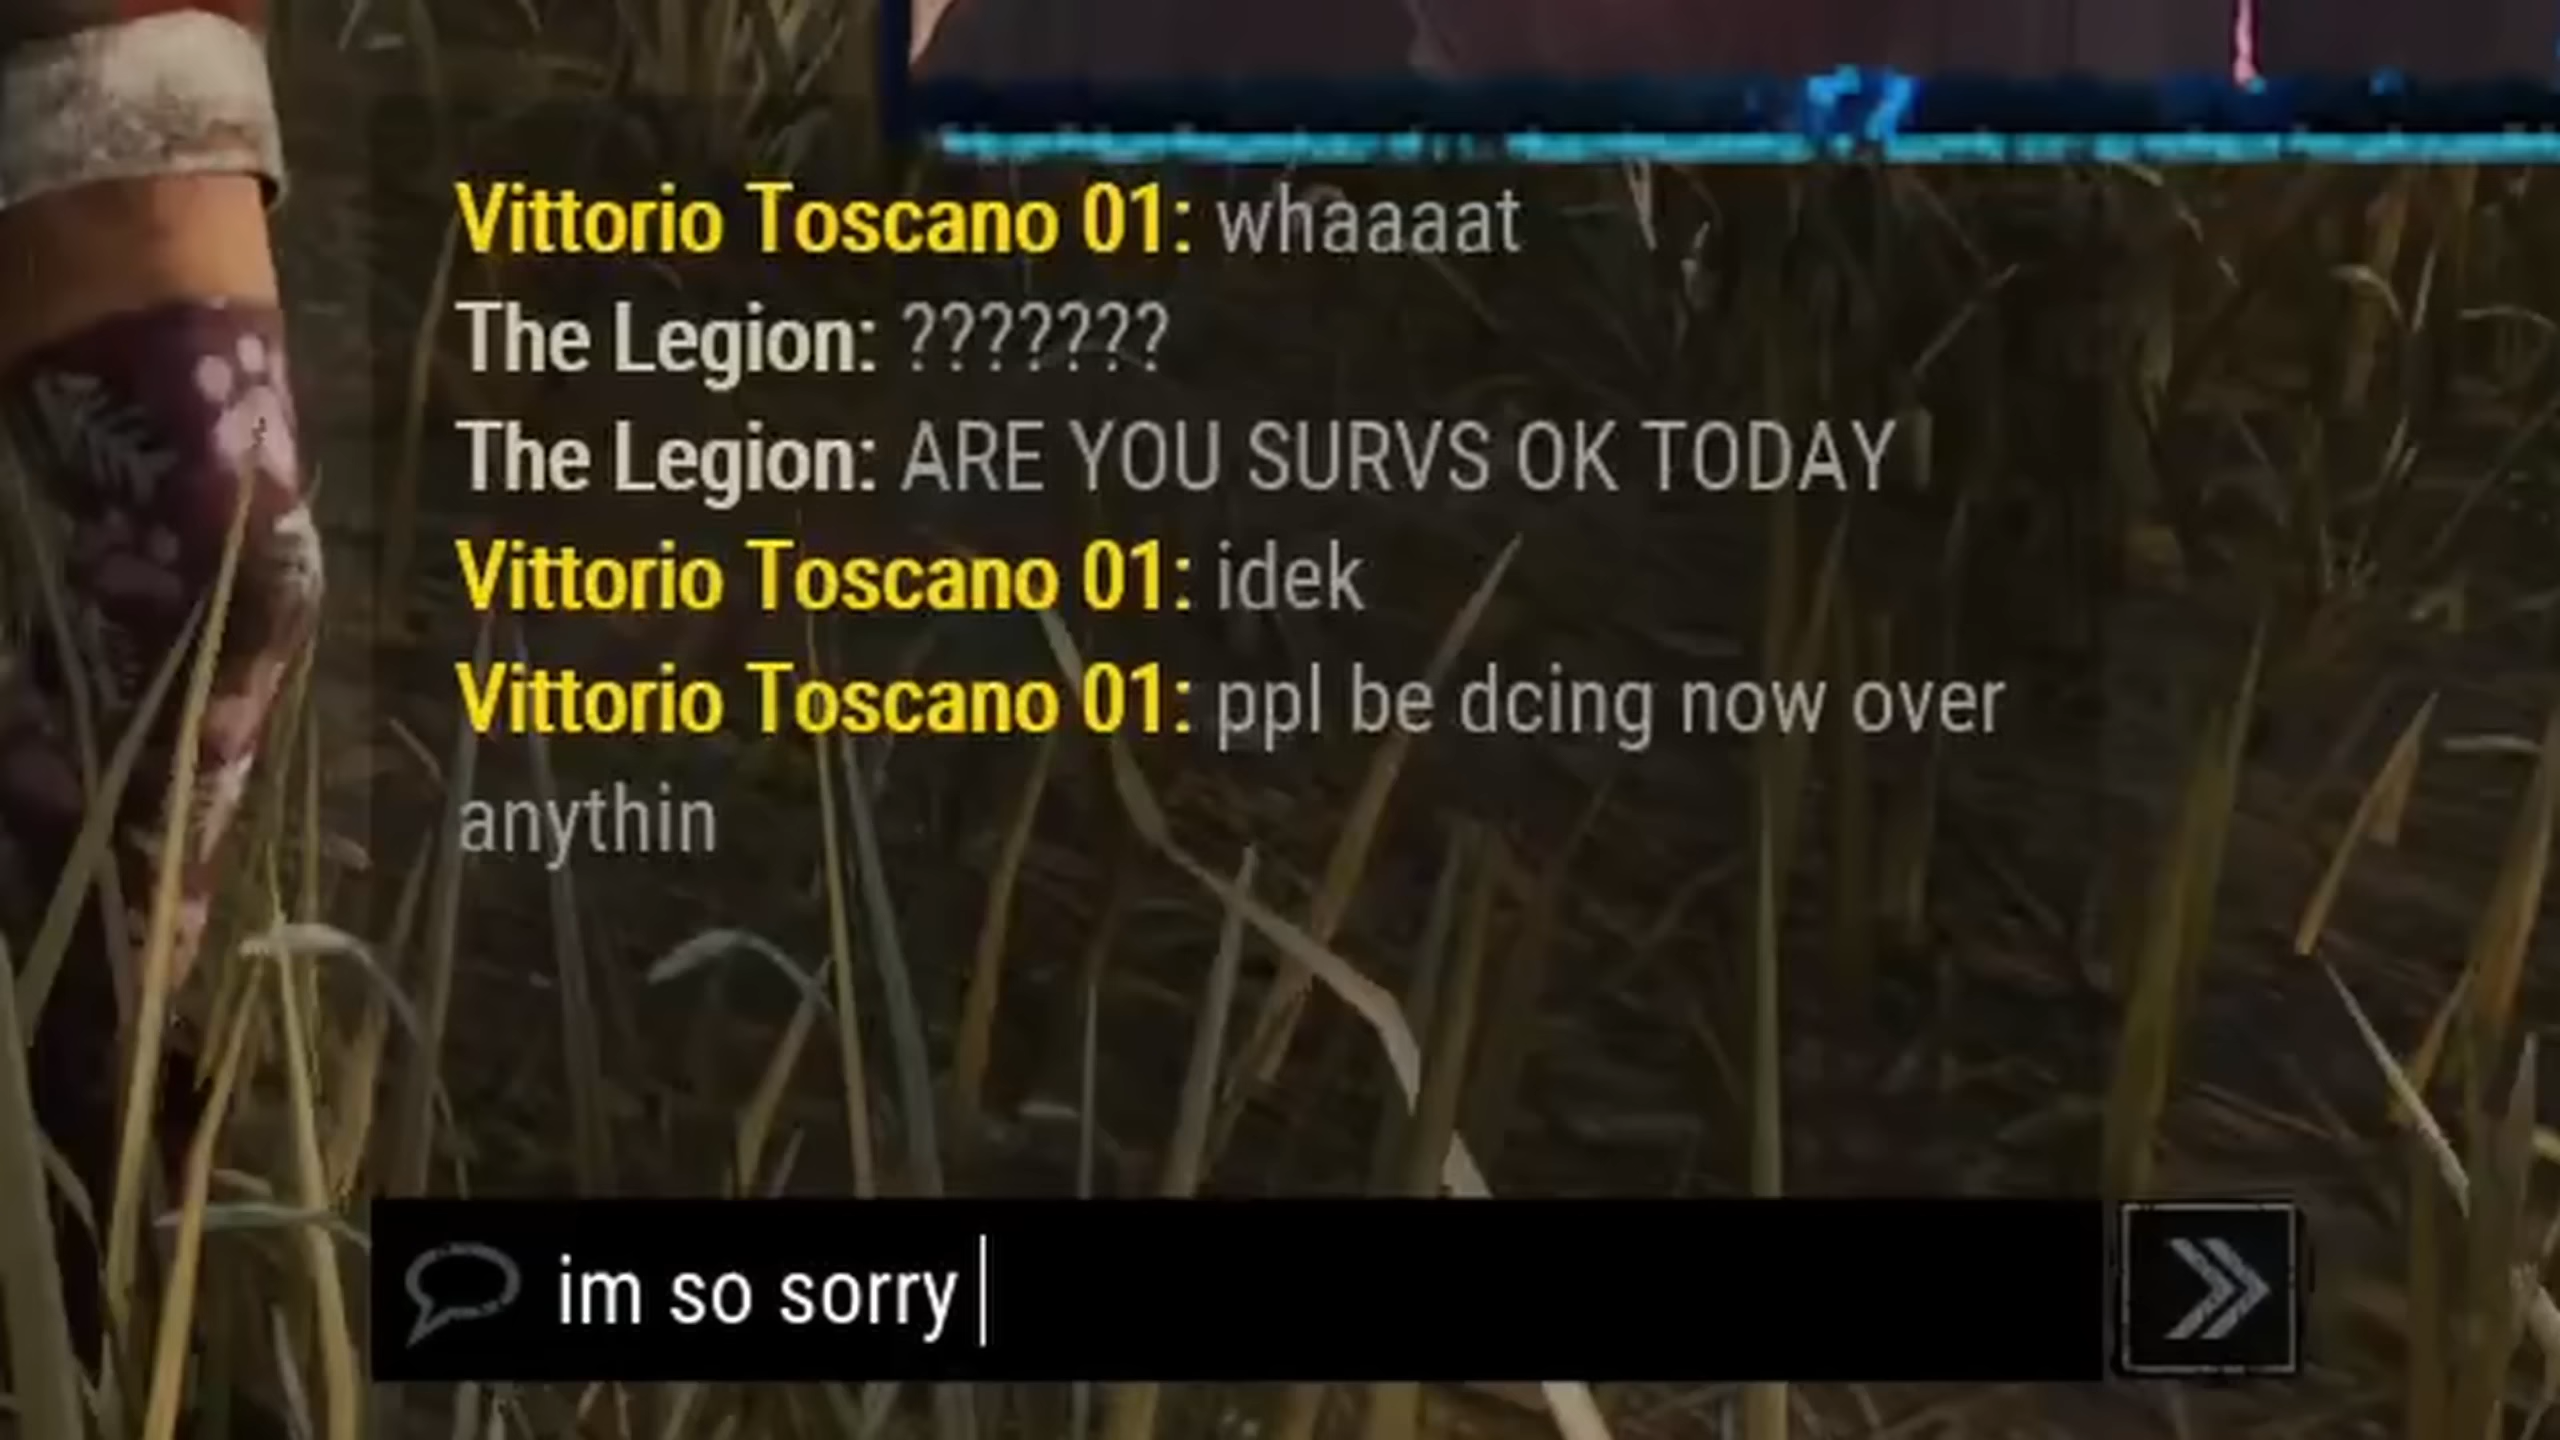 Vittorio Toscano 01: whaaaat
The Legion: ???????
The Legion: ARE YOU SURVS OK TODAY
Vittorio Toscano 01: idek
Vittorio Toscano 01: ppl be dcing now over
anythin
im so sorry